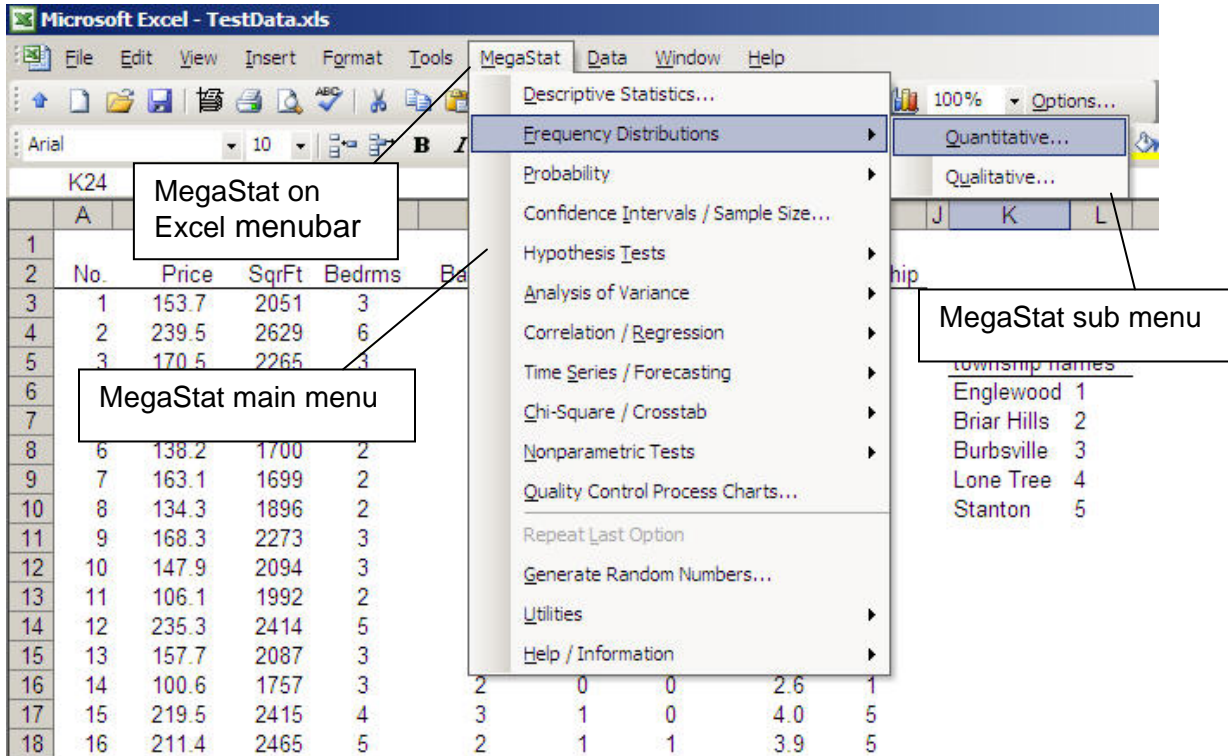 Microsoft Excel - TestData.xls
File Edit View Insert Format Tools MegaStat Data Window Help
ABC 100% Options...
Arial 10 B I
K24
MegaStat on
Excel menubar
Descriptive Statistics...
Frequency Distributions
Probability
Confidence Intervals / Sample Size...
Hypothesis Tests
Analysis of Variance
Correlation / Regression
Time Series / Forecasting
Chi-Square / Crosstab
Nonparametric Tests
Quality Control Process Charts...
Repeat Last Option
Generate Random Numbers...
Utilities
Help / Information
Quantitative...
Qualitative...
MegaStat sub menu
MegaStat main menu
A J K L
1
2 No. Price SqrFt Bedrms Ba hip
3 1 153.7 2051 3
4 2 239.5 2629 6
5 3 170.5 2265 3 township names
6 Englewood 1
7 Briar Hills 2
8 6 138.2 1700 2 Burbsville 3
9 7 163.1 1699 2 Lone Tree 4
10 8 134.3 1896 2 Stanton 5
11 9 168.3 2273 3
12 10 147.9 2094 3
13 11 106.1 1992 2
14 12 235.3 2414 5
15 13 157.7 2087 3
16 14 100.6 1757 3 2 0 0 2.6 1
17 15 219.5 2415 4 3 1 0 4.0 5
18 16 211.4 2465 5 2 1 1 3.9 5